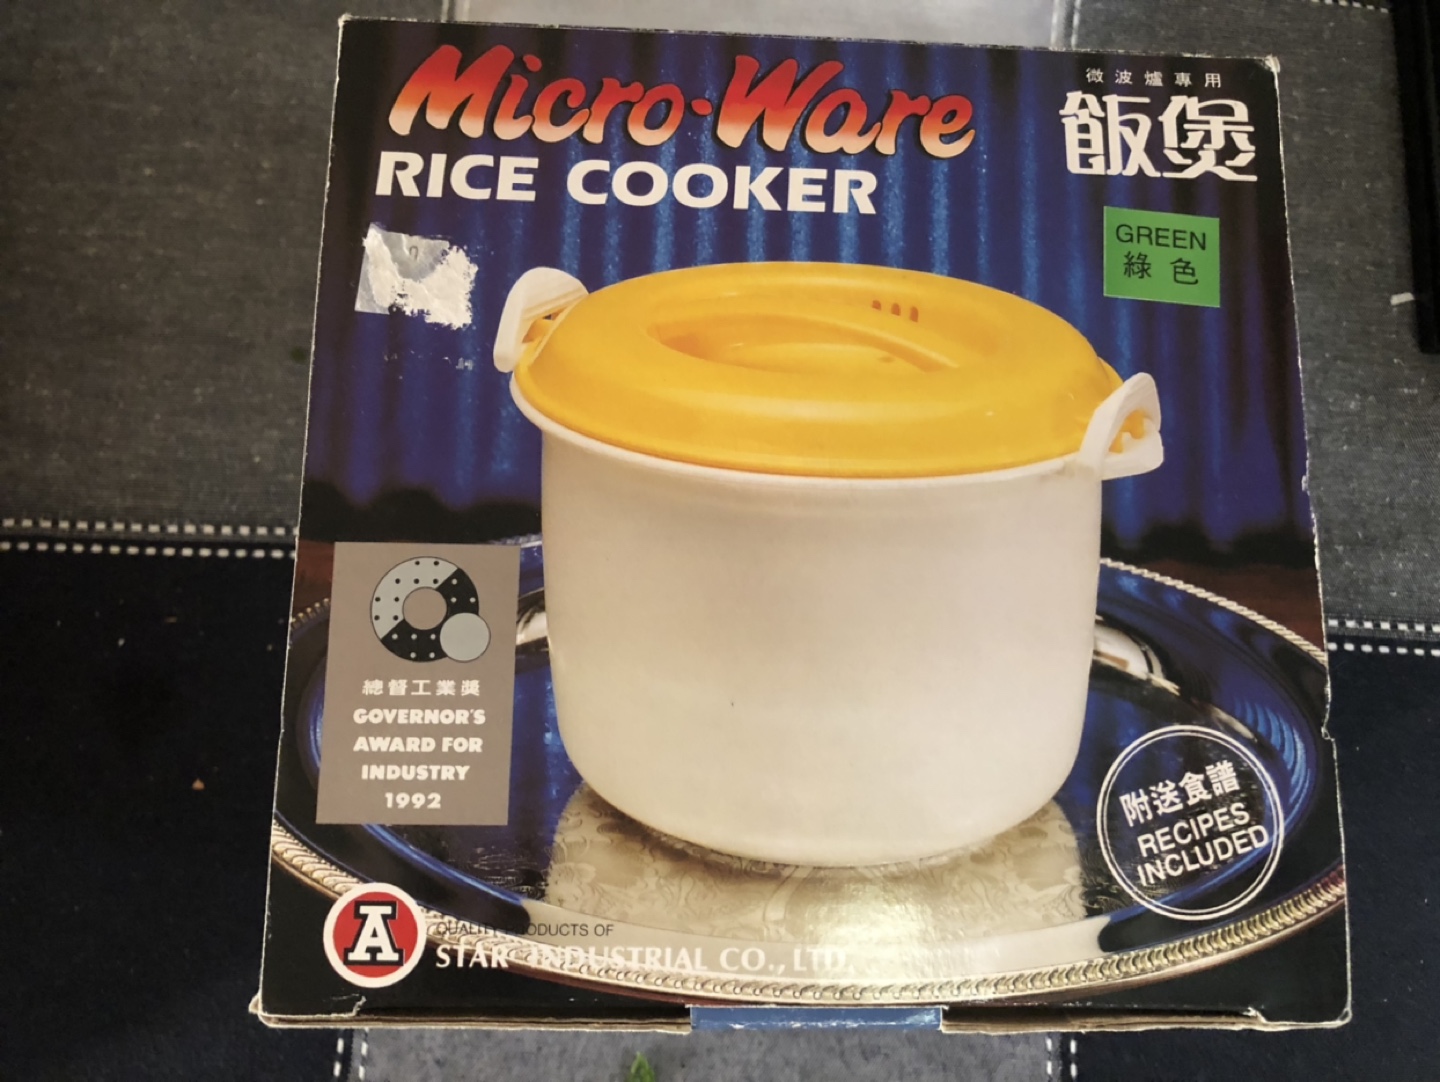 Micro-Ware
RICE COOKER
微波爐專用
飯煲
GREEN
綠色
總督工業獎
GOVERNOR'S
AWARD FOR
INDUSTRY
1992
附送食譜
RECIPES
INCLUDED
A
QUALITY PRODUCTS OF
STAR INDUSTRIAL CO., LTD.